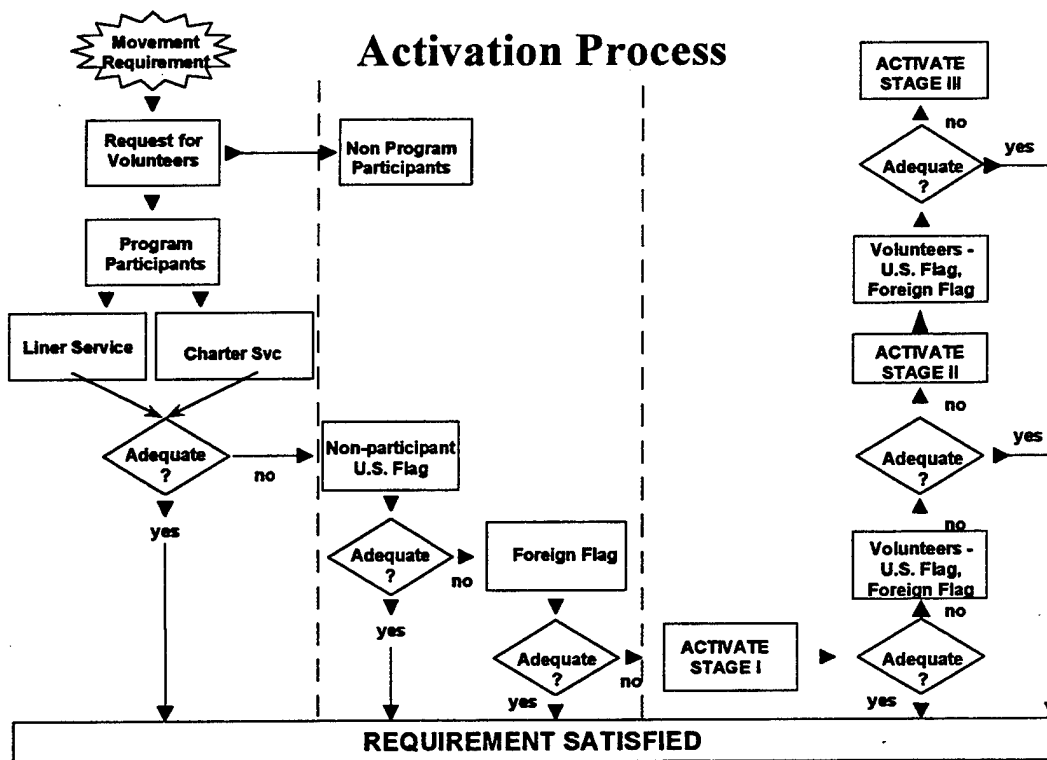 Activation Process
Movement
Requirement
Request for
Volunteers
Non Program
Participants
Program
Participants
Liner Service
Charter Svc
Adequate
?
no
yes
Non-participant
U.S. Flag
Adequate
?
no
yes
Foreign Flag
Adequate
?
no
yes
ACTIVATE
STAGE I
Adequate
?
yes
no
Volunteers -
U.S. Flag,
Foreign Flag
no
Adequate
?
yes
no
ACTIVATE
STAGE II
Volunteers -
U.S. Flag,
Foreign Flag
Adequate
?
yes
no
ACTIVATE
STAGE III
REQUIREMENT SATISFIED